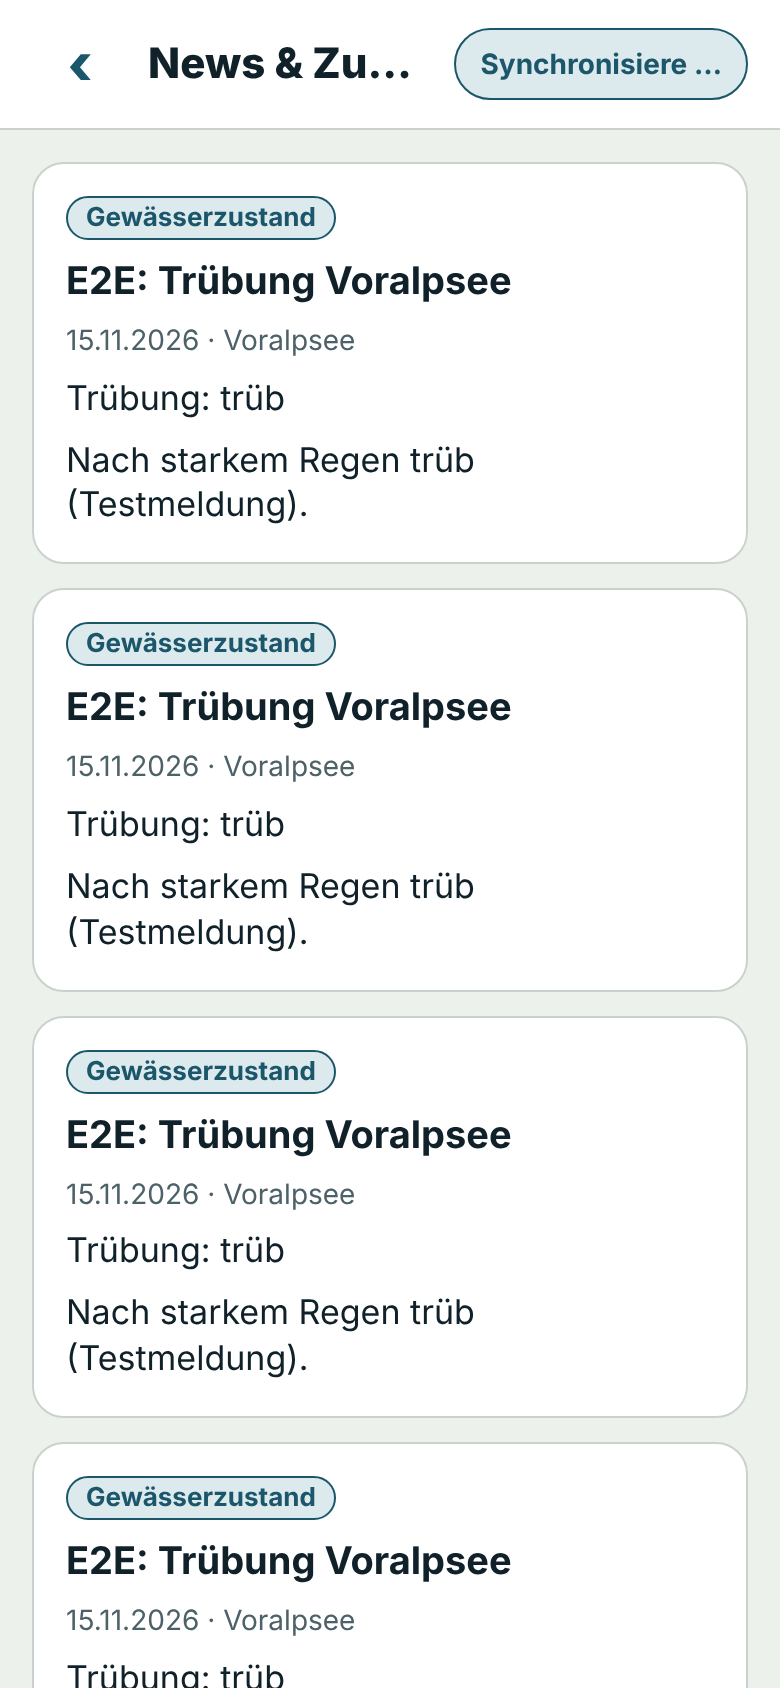 ‹ News & Zu... Synchronisiere ...
Gewässerzustand
E2E: Trübung Voralpsee
15.11.2026 · Voralpsee
Trübung: trüb
Nach starkem Regen trüb
(Testmeldung).
Gewässerzustand
E2E: Trübung Voralpsee
15.11.2026 · Voralpsee
Trübung: trüb
Nach starkem Regen trüb
(Testmeldung).
Gewässerzustand
E2E: Trübung Voralpsee
15.11.2026 · Voralpsee
Trübung: trüb
Nach starkem Regen trüb
(Testmeldung).
Gewässerzustand
E2E: Trübung Voralpsee
15.11.2026 · Voralpsee
Trübung: trüb